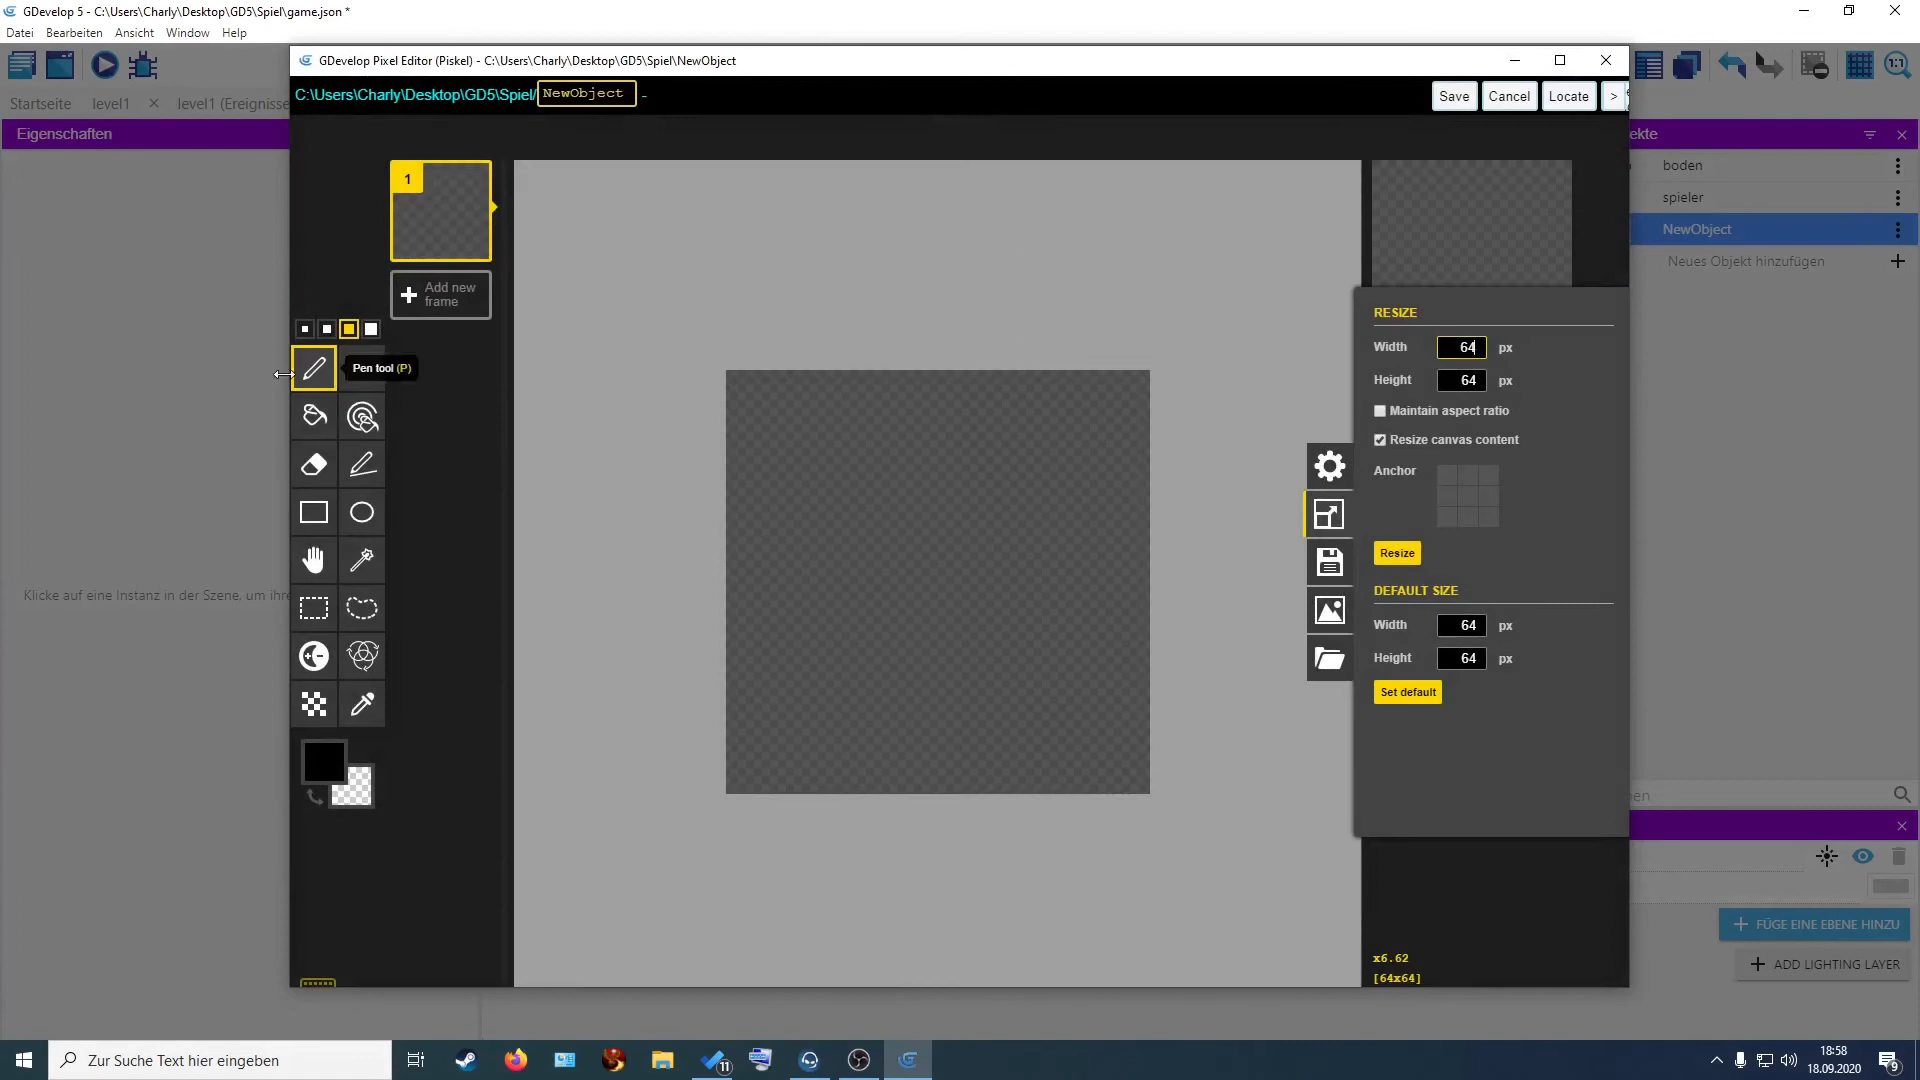 GDevelop 5 - C:\Users\Charly\Desktop\GD5\Spiel\game.json *
Datei Bearbeiten Ansicht Window Help
GDevelop Pixel Editor (Piskel) - C:\Users\Charly\Desktop\GD5\Spiel\NewObject
C:\Users\Charly\Desktop\GD5\Spiel/ NewObject -
Save Cancel Locate >
1:1
Startseite level1 level1 (Ereignisse
Eigenschaften
ekte
boden
spieler
NewObject
Neues Objekt hinzufügen
1
Add new
frame
Pen tool (P)
RESIZE
Width 64 px
Height 64 px
Maintain aspect ratio
Resize canvas content
Anchor
Resize
DEFAULT SIZE
Width 64 px
Height 64 px
Set default
Klicke auf eine Instanz in der Szene, um ihre
FÜGE EINE EBENE HINZU
ADD LIGHTING LAYER
x6.62
[64x64]
Zur Suche Text hier eingeben
11
18:58
18.09.2020
9